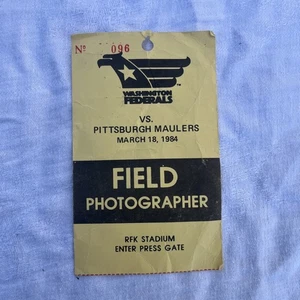 Nº 096
WASHINGTON
FEDERALS
VS.
PITTSBURGH MAULERS
MARCH 18, 1984
FIELD
PHOTOGRAPHER
RFK STADIUM
ENTER PRESS GATE